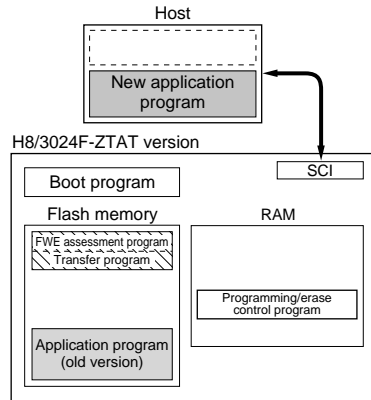 Host
New application
program
H8/3024F-ZTAT version
SCI
Boot program
Flash memory
RAM
FWE assessment program
Transfer program
Programming/erase
control program
Application program
(old version)